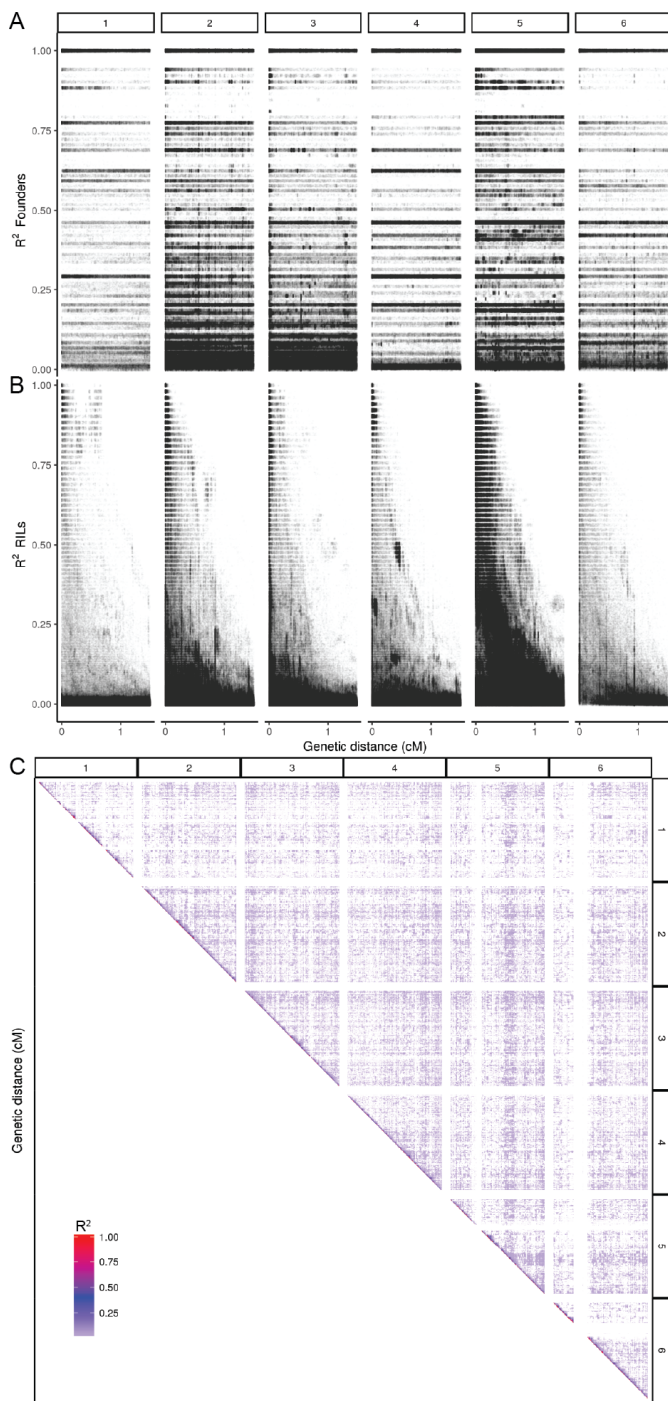 A
1 2 3 4 5 6
1.00
0.75
0.50
0.25
0.00
R² Founders
B
1.00
0.75
0.50
0.25
0.00
R² RILs
0 1 0 1 0 1 0 1 0 1 0 1
Genetic distance (cM)
C
1 2 3 4 5 6
1
2
3
4
5
6
Genetic distance (cM)
R²
1.00
0.75
0.50
0.25